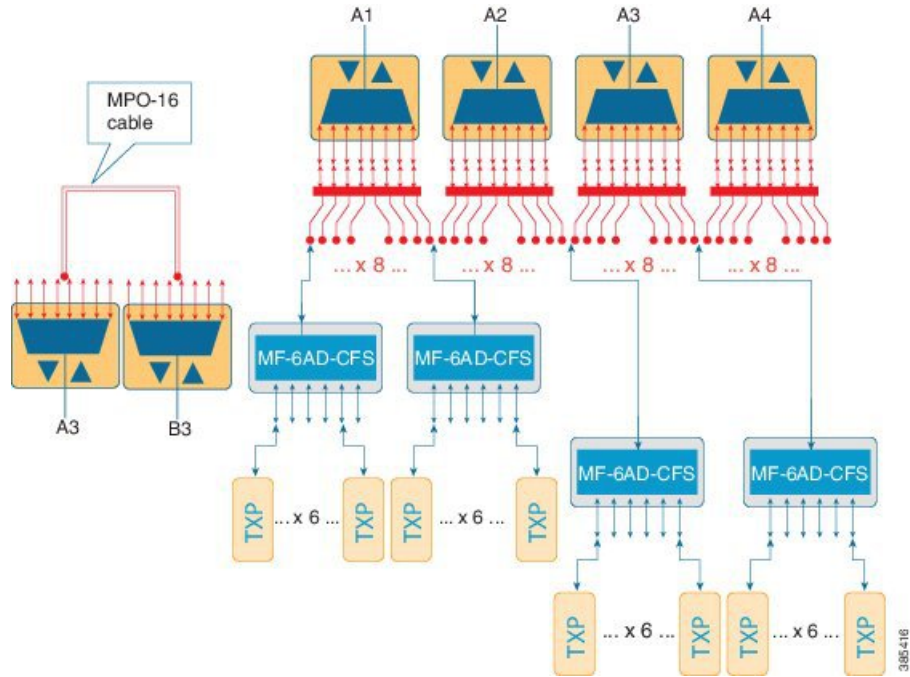 A1
A2
A3
A4
MPO-16
cable
... x 8 ...
... x 8 ...
... x 8 ...
... x 8 ...
MF-6AD-CFS
MF-6AD-CFS
A3
B3
MF-6AD-CFS
MF-6AD-CFS
TXP
... x 6 ...
TXP
TXP
... x 6 ...
TXP
TXP
... x 6 ...
TXP
TXP
... x 6 ...
TXP
385416